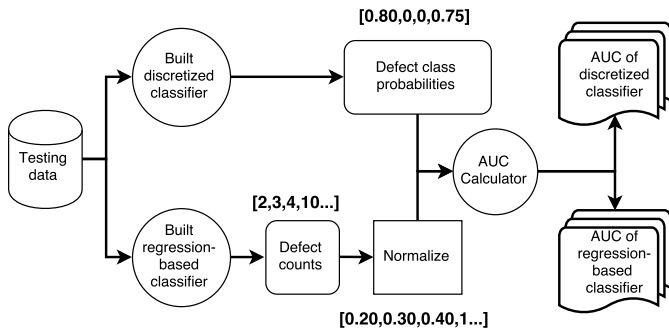 [0.80,0,0,0.75]
Built
discretized
classifier
Defect class
probabilities
AUC of
discretized
classifier
Testing
data
AUC
Calculator
[2,3,4,10...]
Built
regression-
based
classifier
Defect
counts
Normalize
AUC of
regression-
based
classifier
[0.20,0.30,0.40,1...]